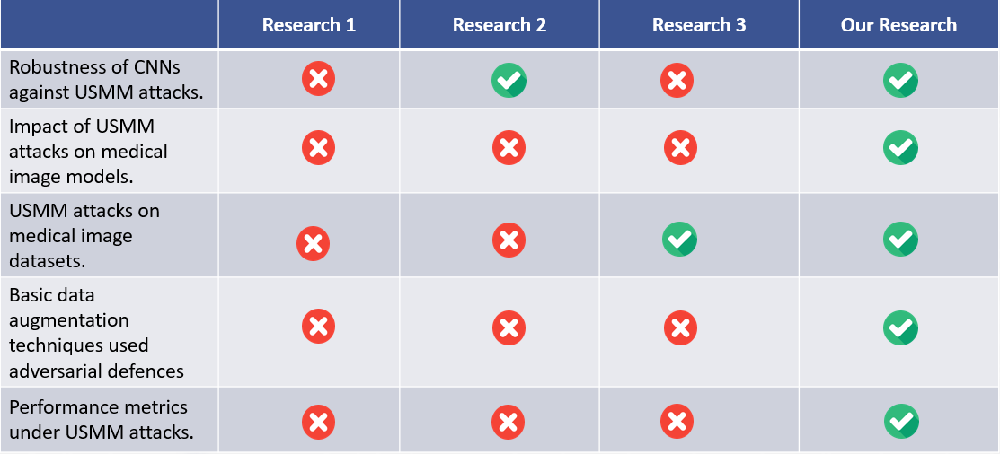 Research 1
Research 2
Research 3
Our Research
Robustness of CNNs
against USMM attacks.
Impact of USMM
attacks on medical
image models.
USMM attacks on
medical image
datasets.
Basic data
augmentation
techniques used
adversarial defences
Performance metrics
under USMM attacks.